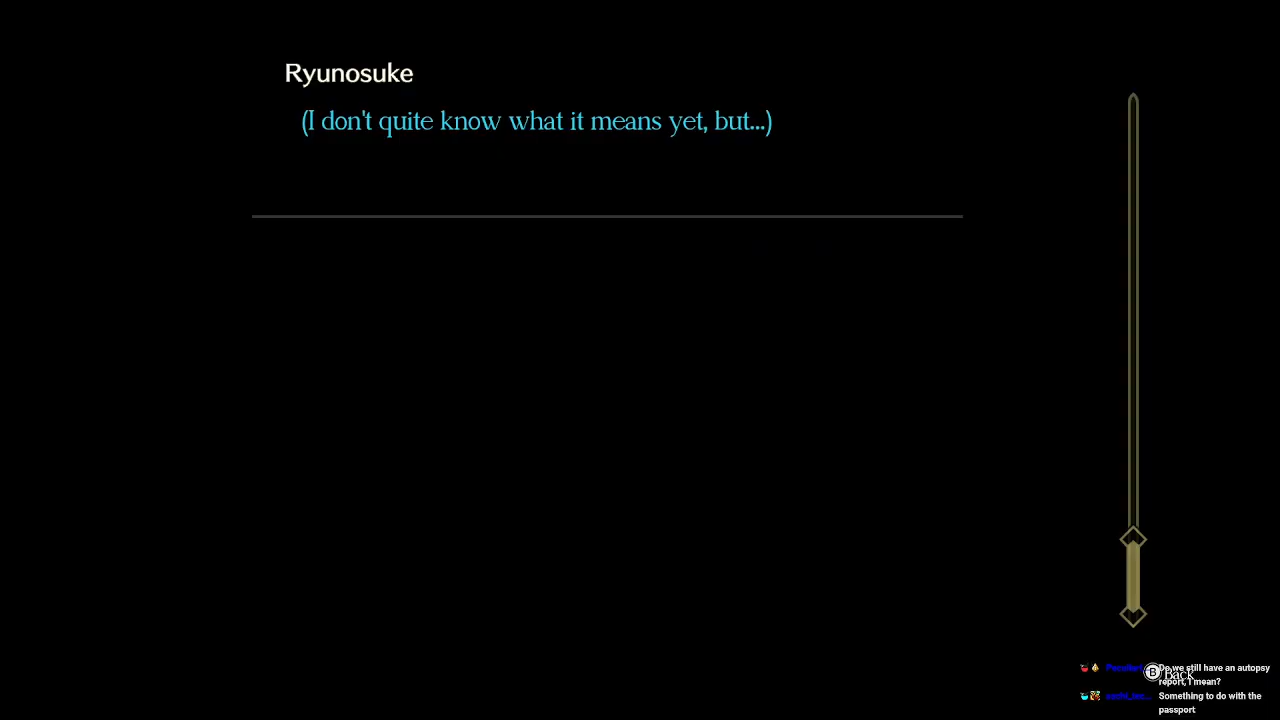 Ryunosuke
(I don't quite know what it means yet, but...)
Do we still have an autopsy
report, I mean?
B Back
Something to do with the
passport